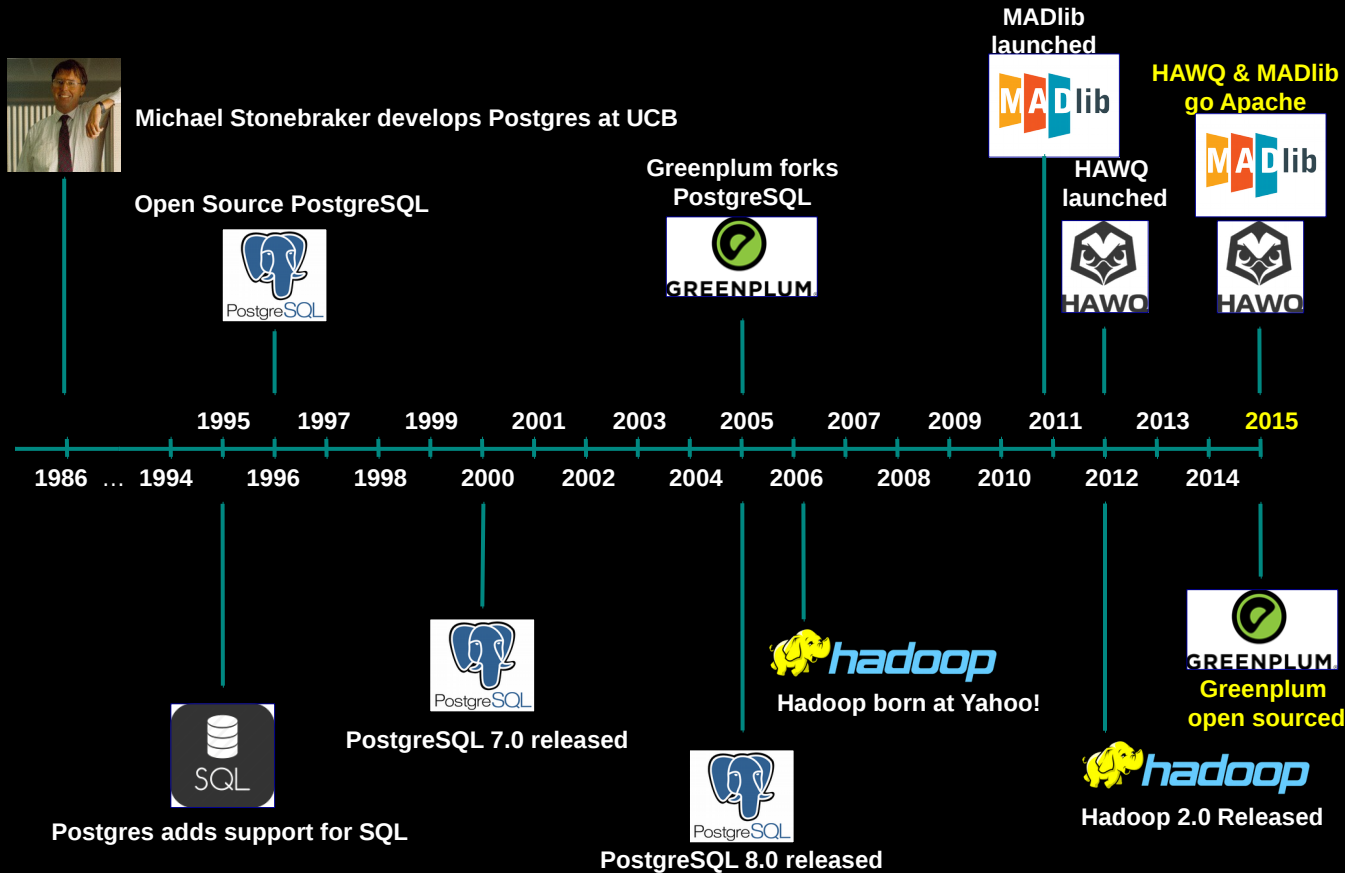 MADlib
launched
MADlib
HAWQ & MADlib
go Apache
MADlib
Michael Stonebraker develops Postgres at UCB
Greenplum forks
PostgreSQL
GREENPLUM
HAWQ
launched
HAWQ
HAWQ
Open Source PostgreSQL
PostgreSQL
1995 1997 1999 2001 2003 2005 2007 2009 2011 2013 2015
1986 … 1994 1996 1998 2000 2002 2004 2006 2008 2010 2012 2014
PostgreSQL
PostgreSQL 7.0 released
hadoop
Hadoop born at Yahoo!
GREENPLUM
Greenplum
open sourced
SQL
Postgres adds support for SQL
PostgreSQL
PostgreSQL 8.0 released
hadoop
Hadoop 2.0 Released